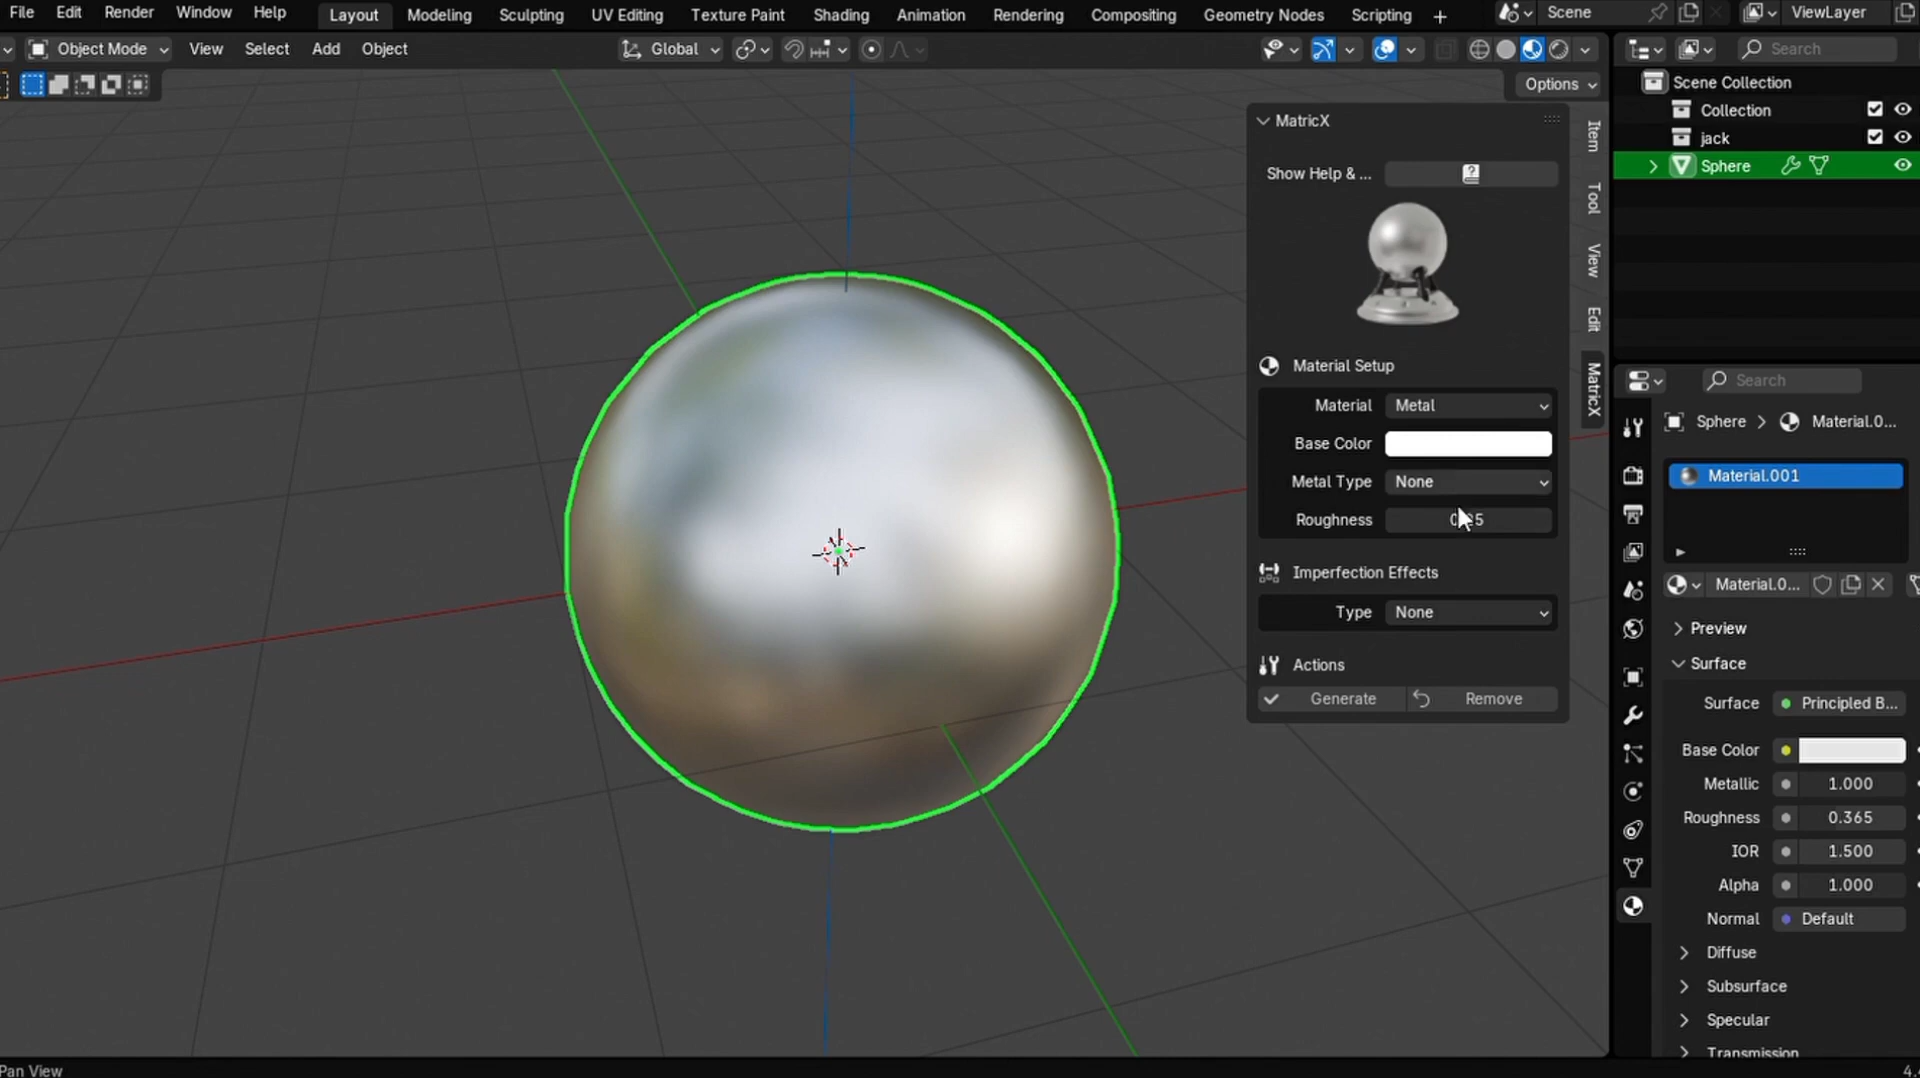 File Edit Render Window Help Layout Modeling Sculpting UV Editing Texture Paint Shading Animation Rendering Compositing Geometry Nodes Scripting + Scene ViewLayer
Object Mode View Select Add Object Global Search
Options
Scene Collection
Collection
jack
Sphere
MatricX
Show Help & ...
Item
Tool
View
Edit
MatricX
Material Setup
Material Metal
Base Color
Metal Type None
Roughness
Imperfection Effects
Type None
Actions
Generate Remove
Search
Sphere > Material.0...
Material.001
Material.0...
Preview
Surface
Surface Principled B...
Base Color
Metallic 1.000
Roughness 0.365
IOR 1.500
Alpha 1.000
Normal Default
Diffuse
Subsurface
Specular
Transmission
Pan View